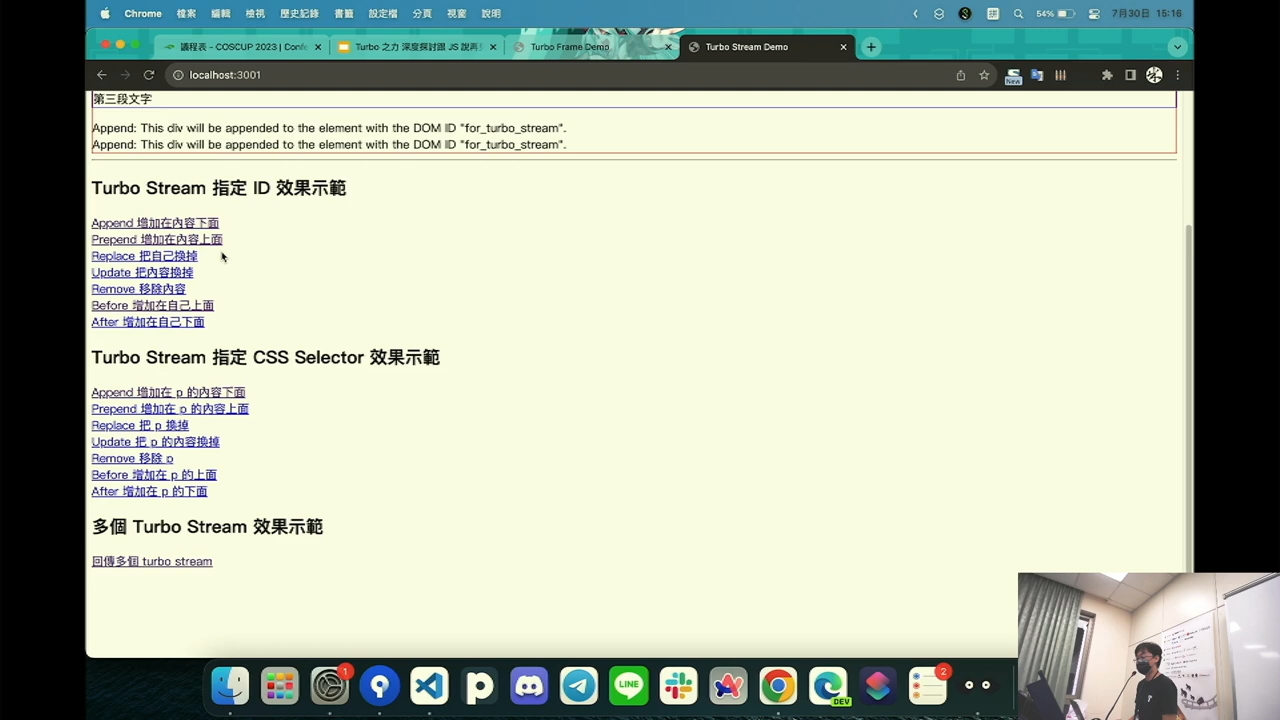 Chrome 檔案 編輯 檢視 歷史記錄 書籤 設定檔 分頁 視窗 說明 54% 7月30日 15:16
議程表 - COSCUP 2023 | Confe Turbo 之力 深度探討跟 JS 說再 Turbo Frame Demo Turbo Stream Demo
localhost:3001 New
第三段文字
Append: This div will be appended to the element with the DOM ID "for_turbo_stream".
Append: This div will be appended to the element with the DOM ID "for_turbo_stream".
Turbo Stream 指定 ID 效果示範
Append 增加在內容下面
Prepend 增加在內容上面
Replace 把自己換掉
Update 把內容換掉
Remove 移除內容
Before 增加在自己上面
After 增加在自己下面
Turbo Stream 指定 CSS Selector 效果示範
Append 增加在 p 的內容下面
Prepend 增加在 p 的內容上面
Replace 把 p 換掉
Update 把 p 的內容換掉
Remove 移除 p
Before 增加在 p 的上面
After 增加在 p 的下面
多個 Turbo Stream 效果示範
回傳多個 turbo stream
1
LINE
DEV
2